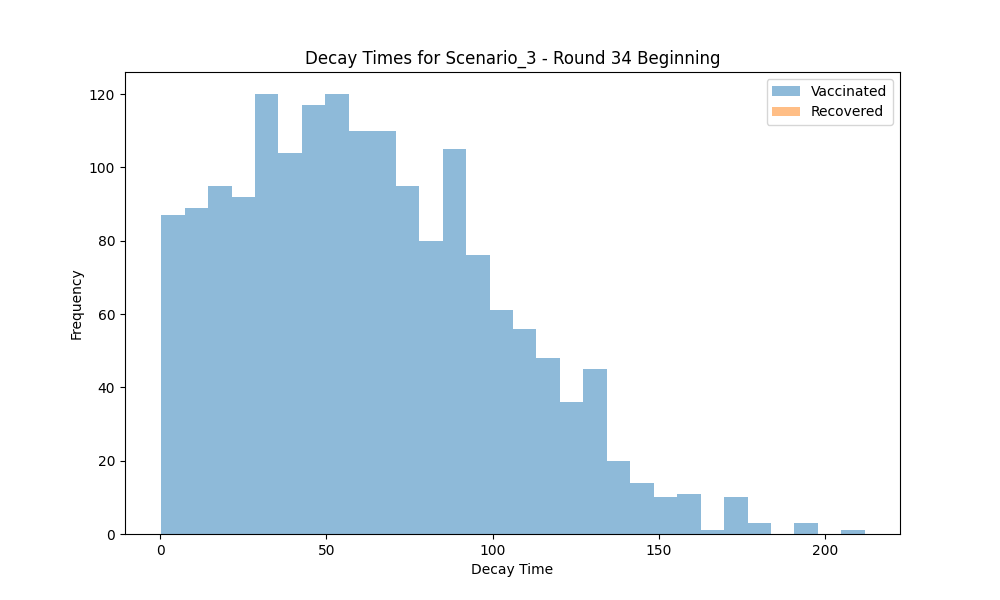 Decay Times for Scenario_3 - Round 34 Beginning
Vaccinated
Recovered
120
100
80
60
40
20
0
Frequency
0 50 100 150 200
Decay Time